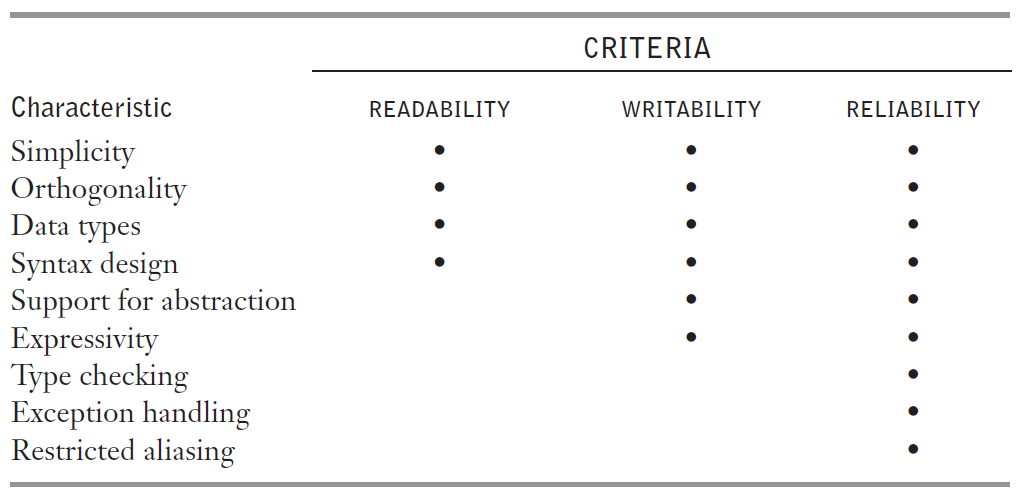 CRITERIA
Characteristic READABILITY WRITABILITY RELIABILITY
Simplicity • • •
Orthogonality • • •
Data types • • •
Syntax design • • •
Support for abstraction • •
Expressivity • •
Type checking •
Exception handling •
Restricted aliasing •